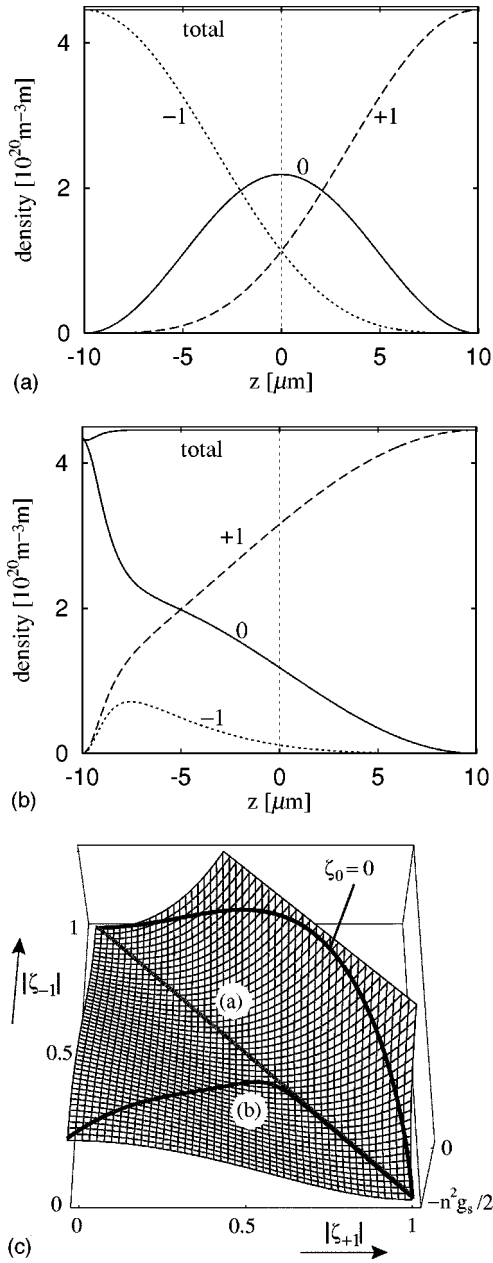 4
2
0
density [10²⁰m⁻³m]
total
−1
+1
0
-10
-5
0
5
10
z [μm]
(a)
4
2
0
density [10²⁰m⁻³m]
total
+1
0
−1
-10
-5
0
5
10
z [μm]
(b)
ζ₀ = 0
1
|ζ₋₁|
(a)
0.5
(b)
0
0
−n²gₛ/2
0
0.5
1
|ζ₊₁|
(c)